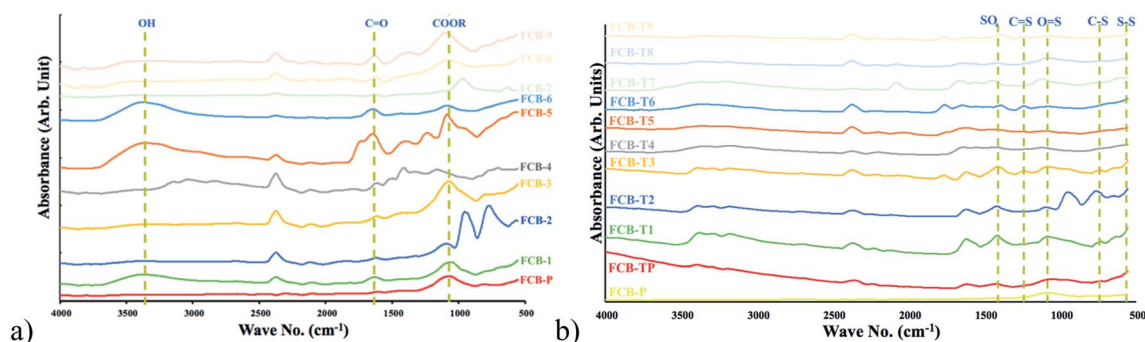 OH C=O COOR
Absorbance (Arb. Unit)
FCB-9
FCB-8
FCB-7
FCB-6
FCB-5
FCB-4
FCB-3
FCB-2
FCB-1
FCB-P
4000 3500 3000 2500 2000 1500 1000 500
Wave No. (cm⁻¹)
a)
SO C=S O=S C-S S-S
Absorbance (Arb. Units)
FCB-T9
FCB-T8
FCB-T7
FCB-T6
FCB-T5
FCB-T4
FCB-T3
FCB-T2
FCB-T1
FCB-TP
FCB-P
4000 3000 2000 1000 500
Wave No. (cm⁻¹)
b)